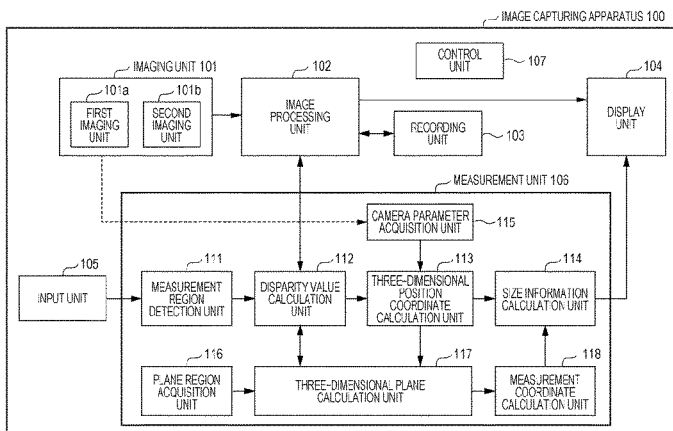 IMAGE CAPTURING APPARATUS 100
IMAGING UNIT 101
101a
101b
FIRST
IMAGING
UNIT
SECOND
IMAGING
UNIT
102
IMAGE
PROCESSING
UNIT
CONTROL
UNIT
107
104
DISPLAY
UNIT
RECORDING
UNIT
103
MEASUREMENT UNIT 106
CAMERA PARAMETER
ACQUISITION UNIT
115
105
INPUT UNIT
111
MEASUREMENT
REGION
DETECTION UNIT
112
DISPARITY VALUE
CALCULATION
UNIT
113
THREE-DIMENSIONAL
POSITION
COORDINATE
CALCULATION UNIT
114
SIZE INFORMATION
CALCULATION UNIT
116
PLANE REGION
ACQUISITION
UNIT
117
THREE-DIMENSIONAL PLANE
CALCULATION UNIT
118
MEASUREMENT
COORDINATE
CALCULATION UNIT